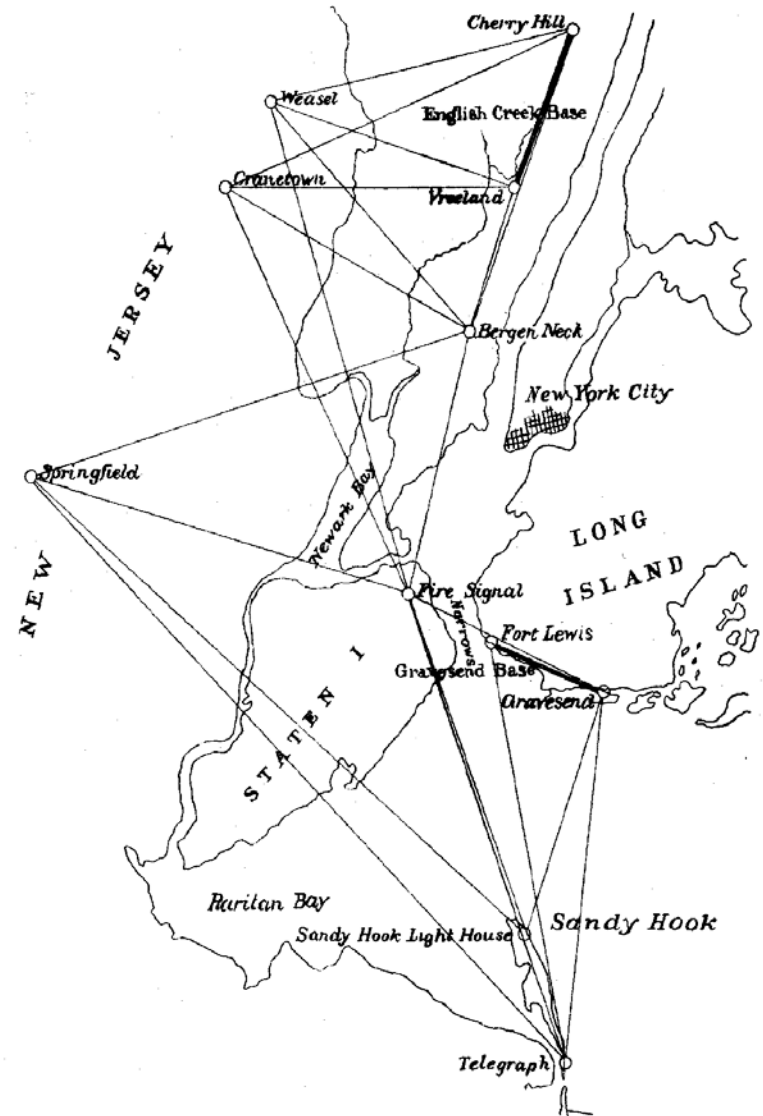 Cherry Hill
Weasel
English Creek Base
Cranetown
Vreeland
JERSEY
Bergen Neck
New York City
Springfield
Newark Bay
LONG
ISLAND
NEW
Fire Signal
Narrows
Fort Lewis
Gravesend Base
Gravesend
STATEN I
Raritan Bay
Sandy Hook
Sandy Hook Light House
Telegraph